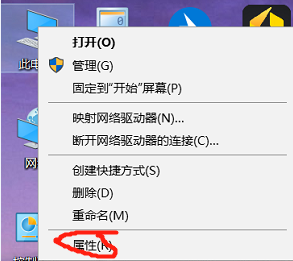 此电
网
打开(O)
管理(G)
固定到"开始"屏幕(P)
映射网络驱动器(N)...
断开网络驱动器的连接(C)...
创建快捷方式(S)
删除(D)
重命名(M)
属性(R)